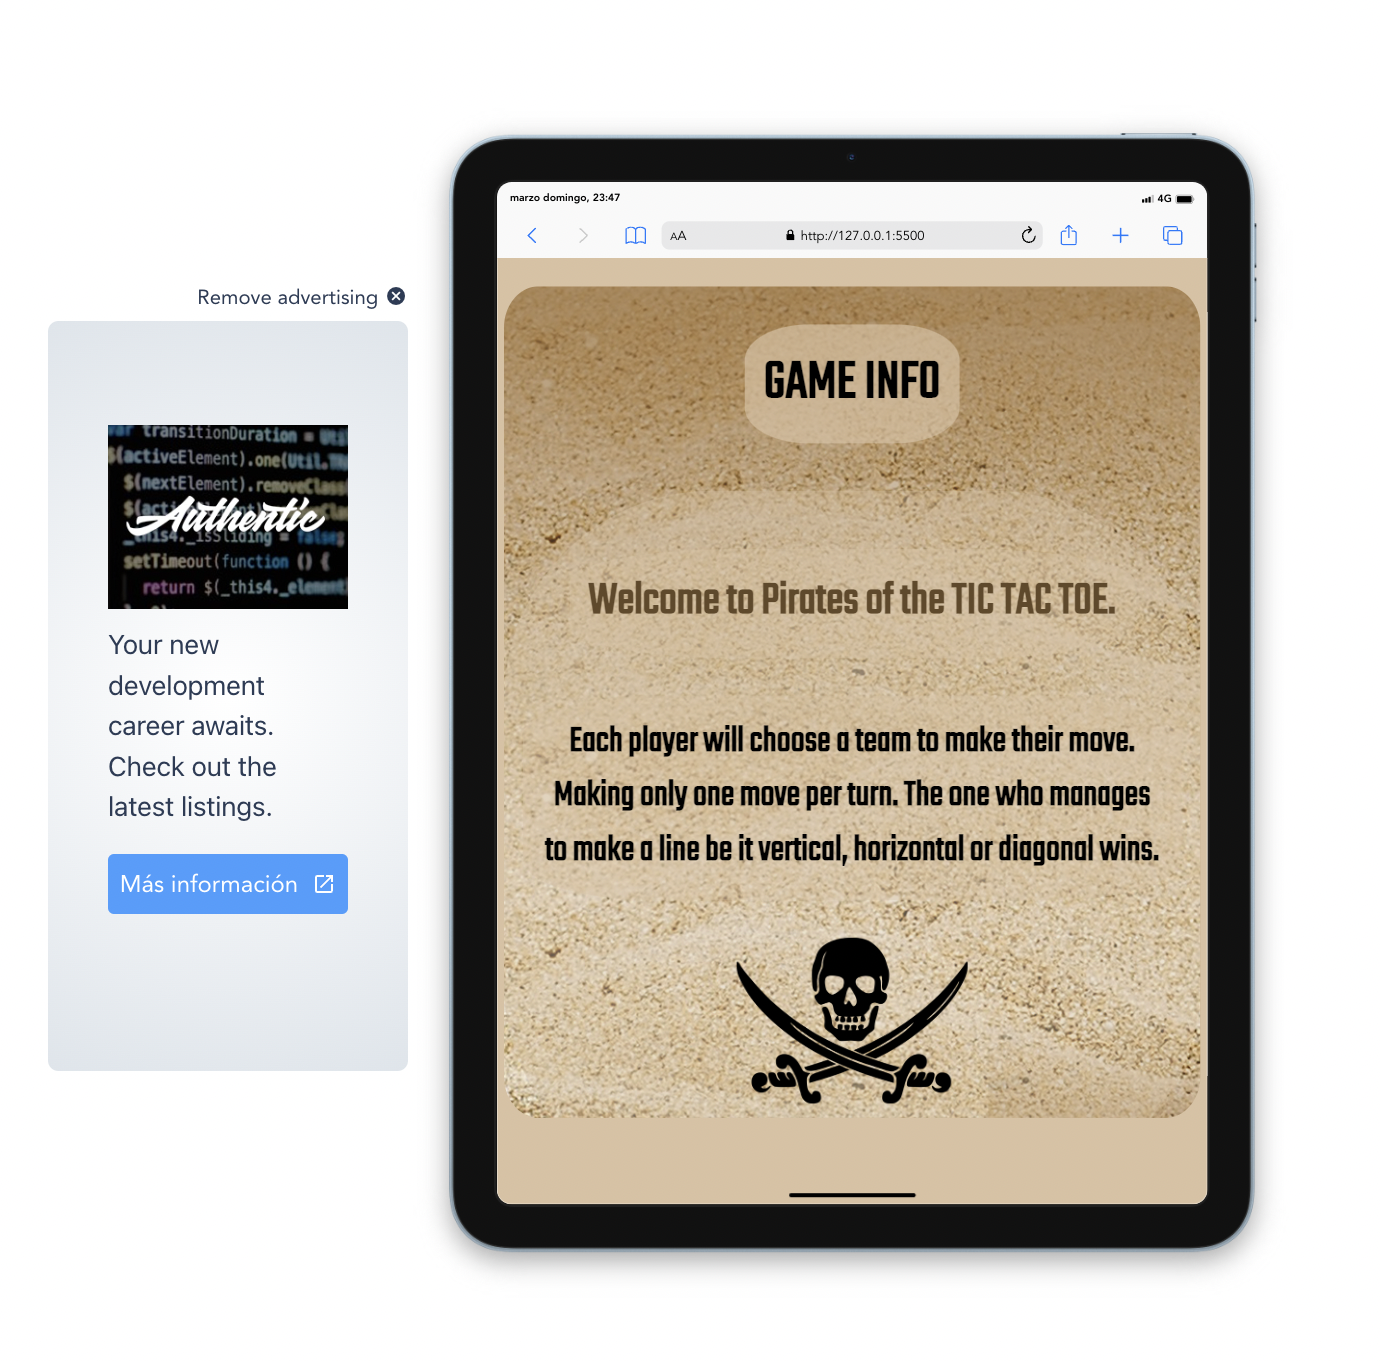 Remove advertising
var transitionDuration = Util
$(activeElement).one(Util.TR
$(nextElement).removeClass
Authentic
_this4._isSliding = false;
setTimeout(function () {
return $(_this4._element
Your new
development
career awaits.
Check out the
latest listings.
Más información
marzo domingo, 23:47
4G
AA
http://127.0.0.1:5500
GAME INFO
Welcome to Pirates of the TIC TAC TOE.
Each player will choose a team to make their move.
Making only one move per turn. The one who manages
to make a line be it vertical, horizontal or diagonal wins.